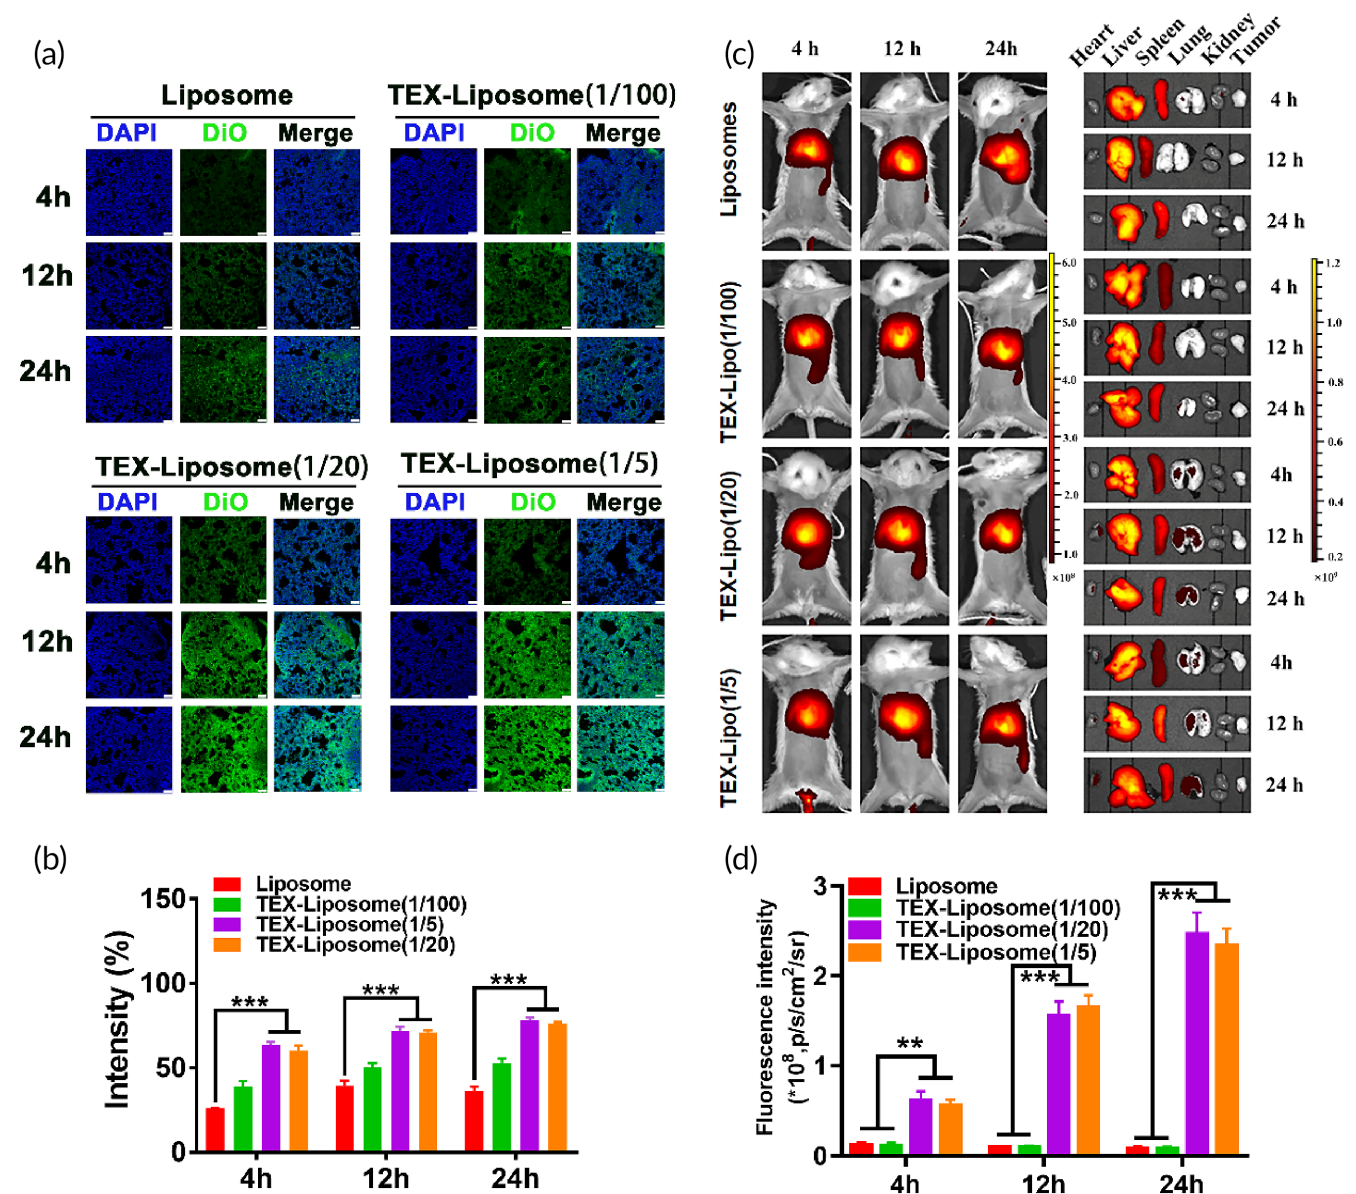 (a)
Liposome
TEX-Liposome(1/100)
DAPI DiO Merge
DAPI DiO Merge
4h
12h
24h
TEX-Liposome(1/20)
TEX-Liposome(1/5)
DAPI DiO Merge
DAPI DiO Merge
4h
12h
24h
(b)
Liposome
TEX-Liposome(1/100)
TEX-Liposome(1/5)
TEX-Liposome(1/20)
Intensity (%)
150
100
50
0
***
***
***
4h 12h 24h
(c)
4 h 12 h 24h
Heart Liver Spleen Lung Kidney Tumor
Liposomes
TEX-Lipo(1/100)
TEX-Lipo(1/20)
TEX-Lipo(1/5)
6.0
5.0
4.0
3.0
2.0
1.0
×10⁸
4 h
12 h
24 h
4 h
12 h
24 h
4h
12 h
24 h
4h
12 h
24 h
1.2
1.0
0.8
0.6
0.4
0.2
×10⁹
(d)
Liposome
TEX-Liposome(1/100)
TEX-Liposome(1/20)
TEX-Liposome(1/5)
Fluorescence intensity
(*10⁸,p/s/cm²/sr)
3
2
1
0
**
***
***
4h 12h 24h